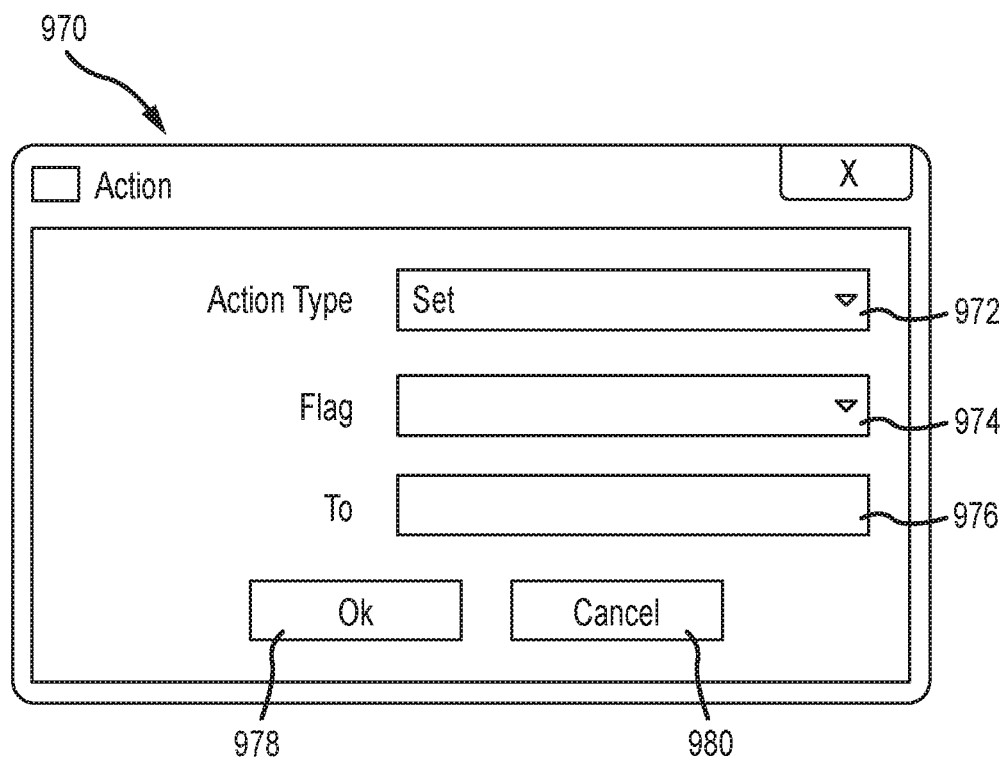 970
Action X
Action Type Set 972
Flag 974
To 976
Ok Cancel
978 980